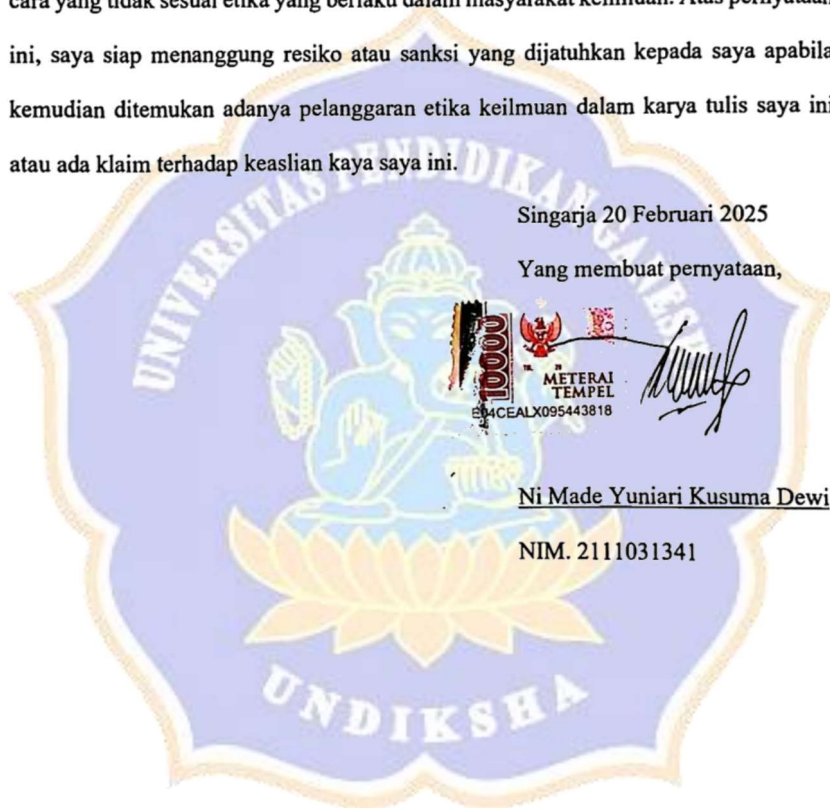 cara yang tidak sesuai etika yang berlaku dalam masyarakat keilmuan. Atas pernyataan
ini, saya siap menanggung resiko atau sanksi yang dijatuhkan kepada saya apabila
kemudian ditemukan adanya pelanggaran etika keilmuan dalam karya tulis saya ini
atau ada klaim terhadap keaslian kaya saya ini.
Singarja 20 Februari 2025
Yang membuat pernyataan,
10000
METERAI
TEMPEL
E04CEALX095443818
Ni Made Yuniari Kusuma Dewi
NIM. 2111031341
UNIVERSITAS PENDIDIKAN GANESHA
UNDIKSHA